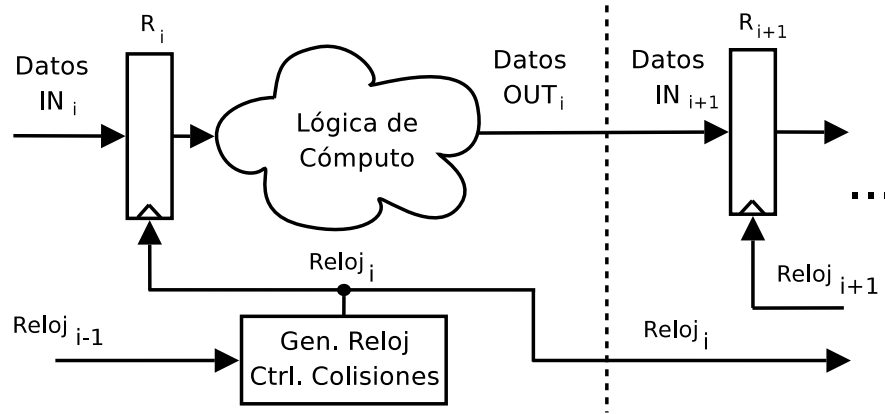 R i
R i+1
Datos
IN i
Datos
OUT i
Datos
IN i+1
Lógica de
Cómputo
...
Reloj i
Reloj i+1
Reloj i-1
Gen. Reloj
Ctrl. Colisiones
Reloj i